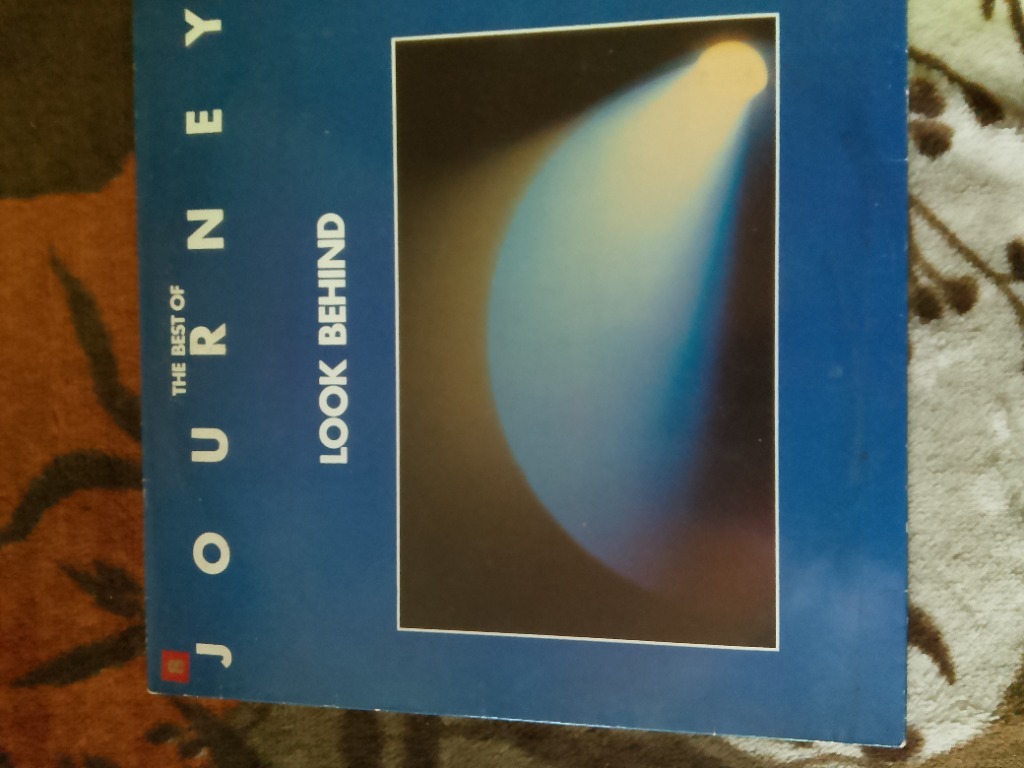 THE BEST OF
JOURNEY
LOOK BEHIND